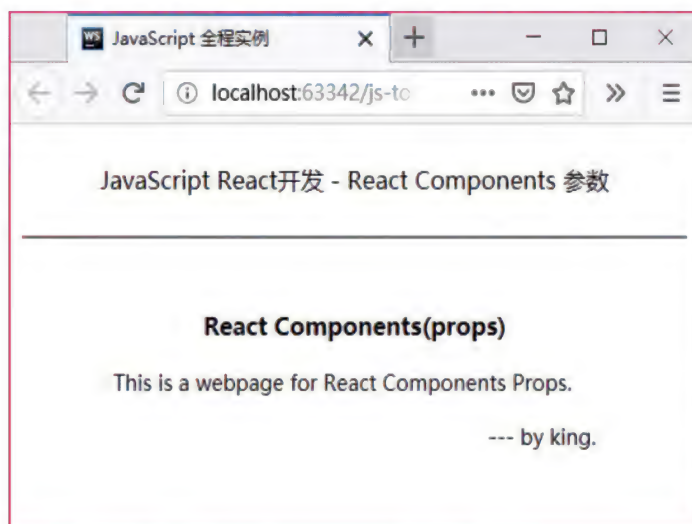 WS JavaScript 全程实例
localhost:63342/js-to
JavaScript React开发 - React Components 参数
React Components(props)
This is a webpage for React Components Props.
--- by king.